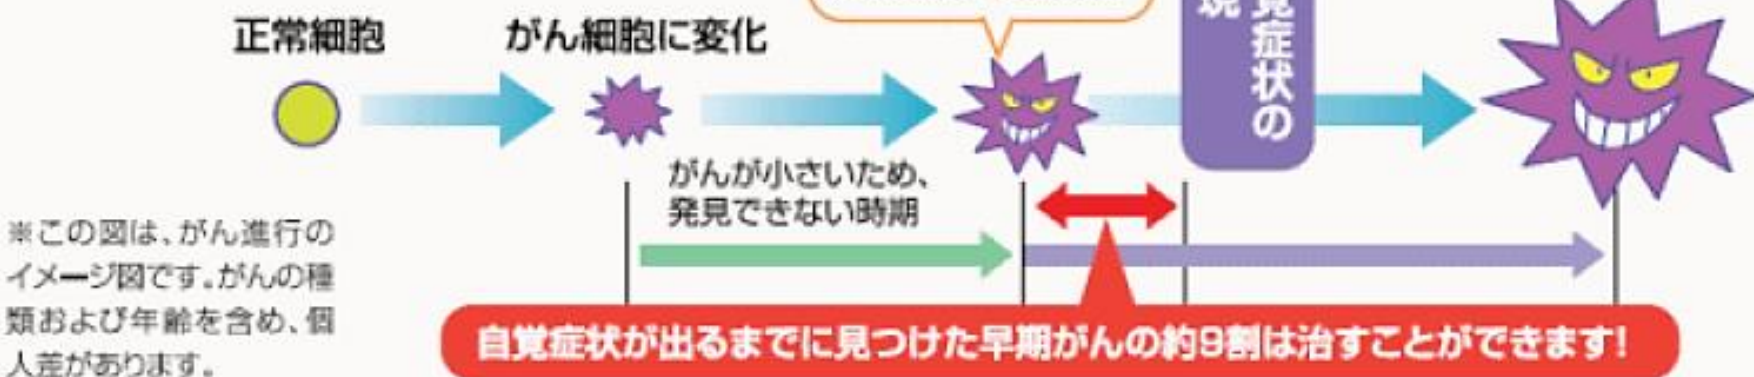 正常細胞
がん細胞に変化
覚症状の
がんが小さいため、
発見できない時期
※この図は、がん進行の
イメージ図です。がんの種
類および年齢を含め、個
人差があります。
自覚症状が出るまでに見つけた早期がんの約9割は治すことができます!